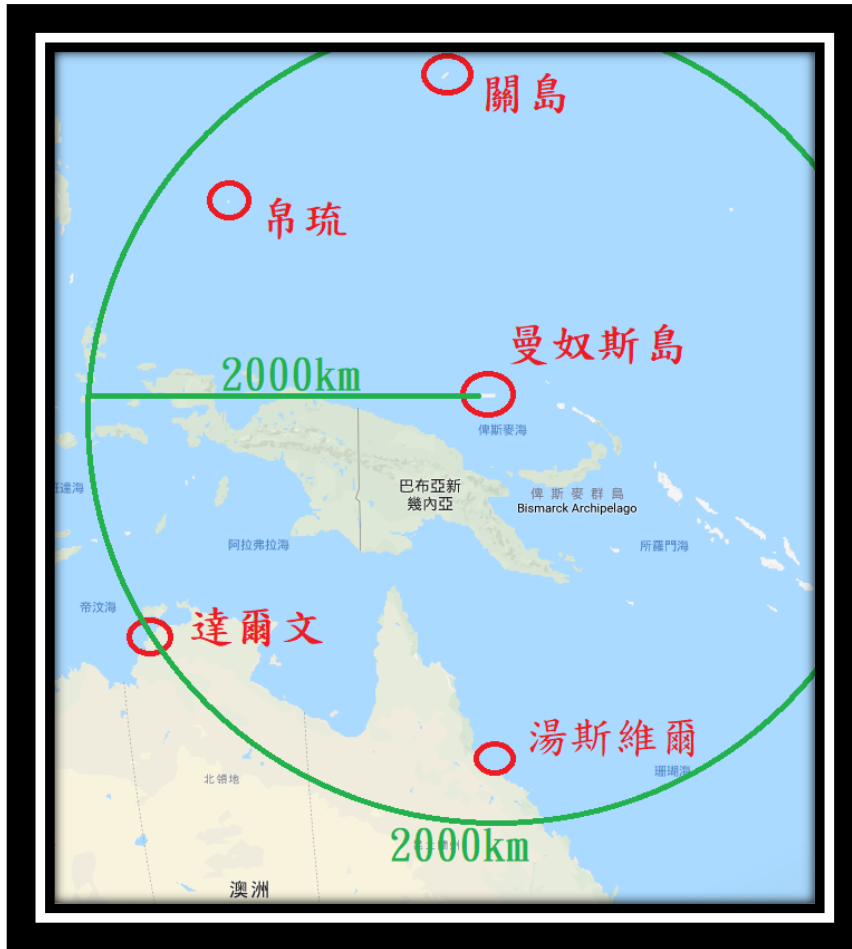 關島
帛琉
曼奴斯島
2000km
俾斯麥海
巴布亞新
幾內亞
俾斯麥群島
Bismarck Archipelago
達海
阿拉弗拉海
所羅門海
帝汶海
達爾文
湯斯維爾
北領地
珊瑚海
2000km
澳洲